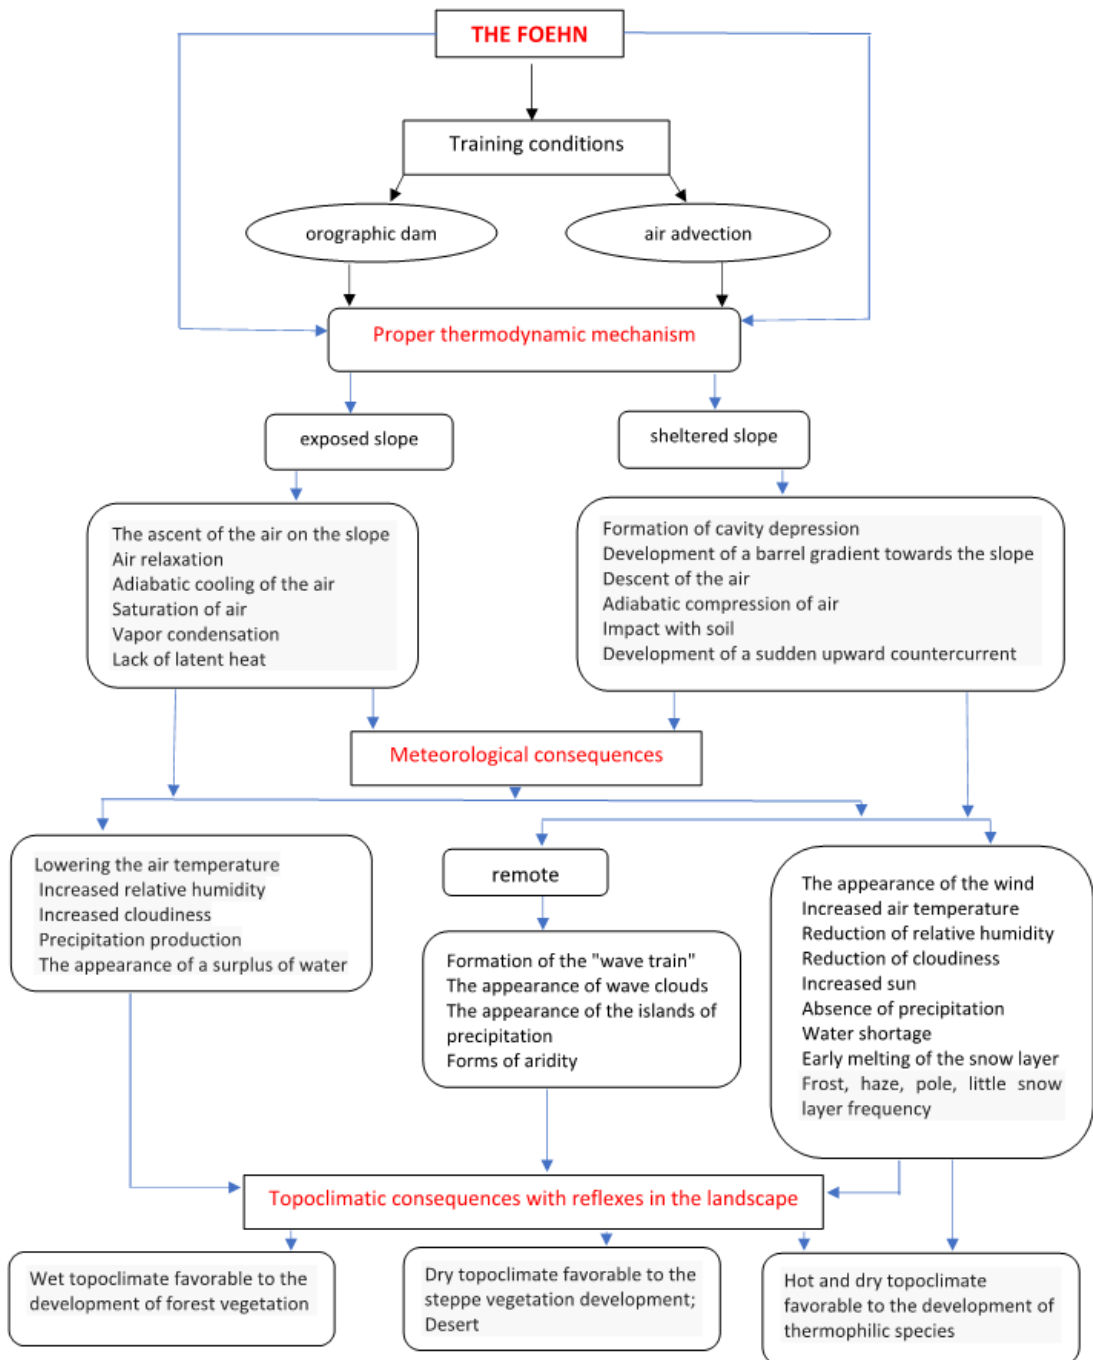 THE FOEHN
Training conditions
orographic dam
air advection
Proper thermodynamic mechanism
exposed slope
sheltered slope
The ascent of the air on the slope
Air relaxation
Adiabatic cooling of the air
Saturation of air
Vapor condensation
Lack of latent heat
Formation of cavity depression
Development of a barrel gradient towards the slope
Descent of the air
Adiabatic compression of air
Impact with soil
Development of a sudden upward countercurrent
Meteorological consequences
Lowering the air temperature
Increased relative humidity
Increased cloudiness
Precipitation production
The appearance of a surplus of water
remote
Formation of the "wave train"
The appearance of wave clouds
The appearance of the islands of
precipitation
Forms of aridity
The appearance of the wind
Increased air temperature
Reduction of relative humidity
Reduction of cloudiness
Increased sun
Absence of precipitation
Water shortage
Early melting of the snow layer
Frost, haze, pole, little snow
layer frequency
Topoclimatic consequences with reflexes in the landscape
Wet topoclimate favorable to the
development of forest vegetation
Dry topoclimate favorable to the
steppe vegetation development;
Desert
Hot and dry topoclimate
favorable to the development of
thermophilic species